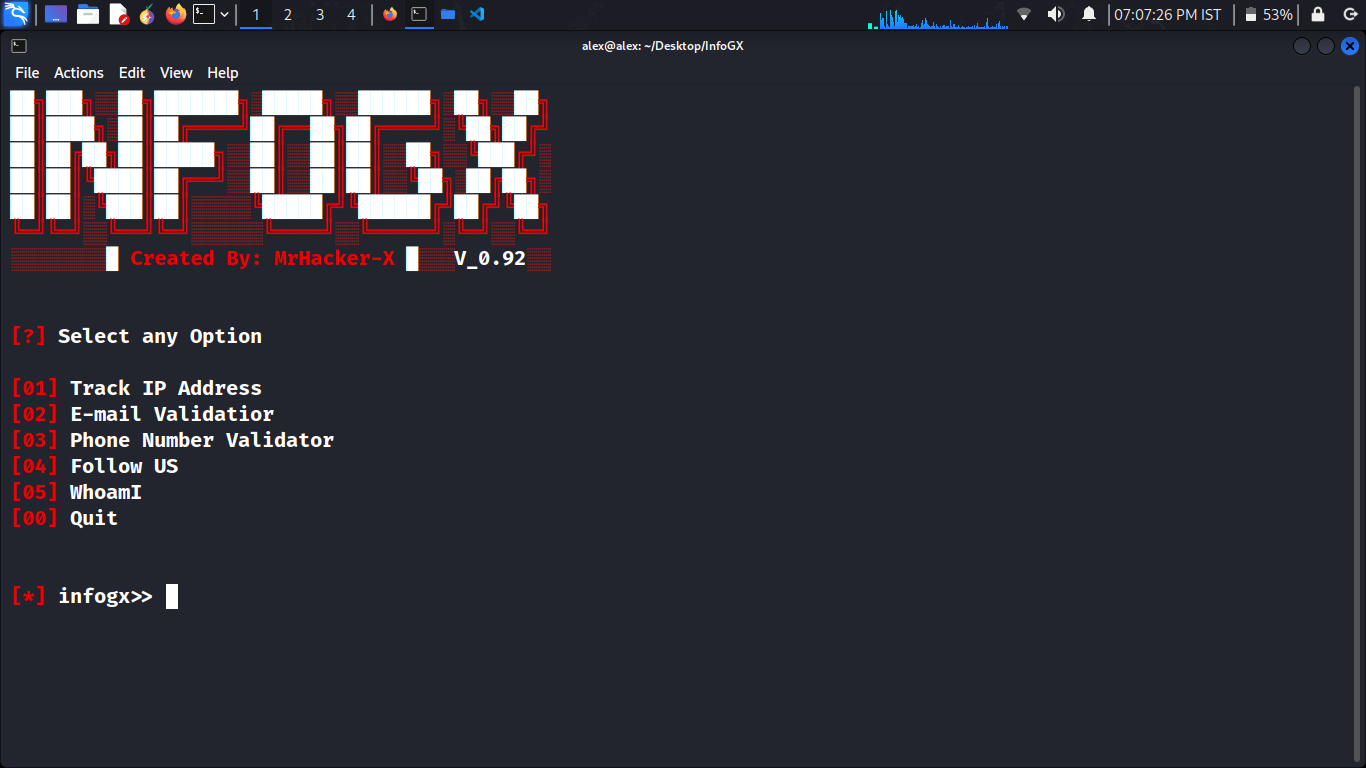 1 2 3 4 07:07:26 PM IST 53%
alex@alex: ~/Desktop/InfoGX
File Actions Edit View Help
INFOGX
Created By: MrHacker-X V_0.92
[?] Select any Option
[01] Track IP Address
[02] E-mail Validatior
[03] Phone Number Validator
[04] Follow US
[05] WhoamI
[00] Quit
[*] infogx>>